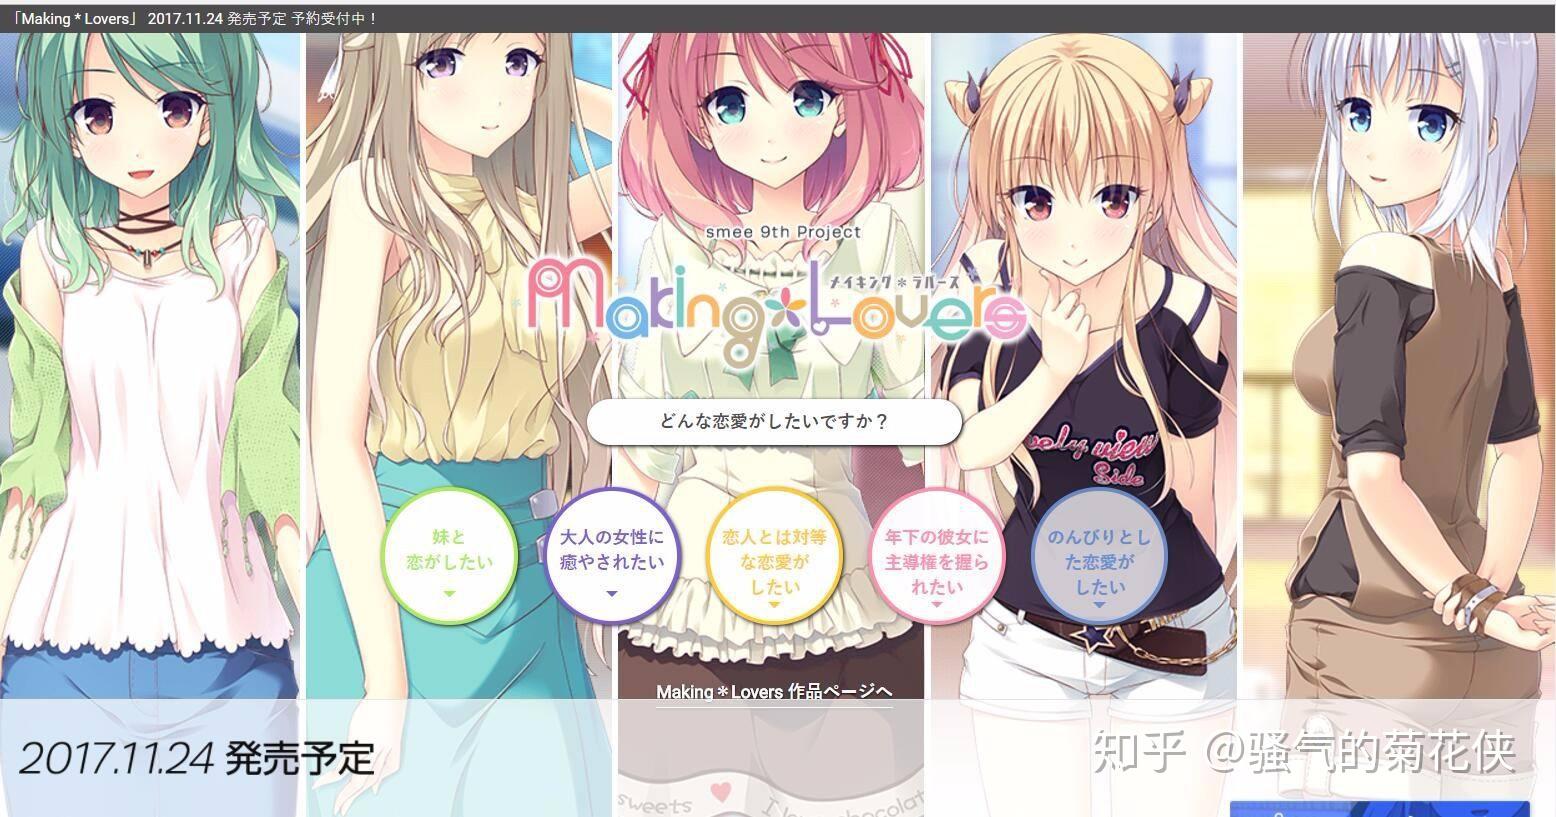 「Making＊Lovers」 2017.11.24 発売予定 予約受付中！
smee 9th Project
メイキング＊ラバーズ
Making＊Lovers
どんな恋愛がしたいですか？
妹と
恋がしたい
大人の女性に
癒やされたい
恋人とは対等
な恋愛が
したい
年下の彼女に
主導権を握ら
れたい
のんびりとし
た恋愛が
したい
Side
Making＊Lovers 作品ページへ
2017.11.24 発売予定
知乎 @骚气的菊花侠
sweets